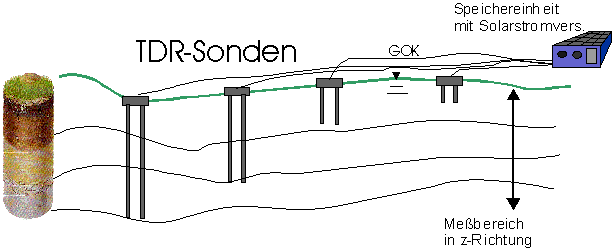 Speichereinheit
mit Solarstromvers.
TDR-Sonden
GOK
Meßbereich
in z-Richtung